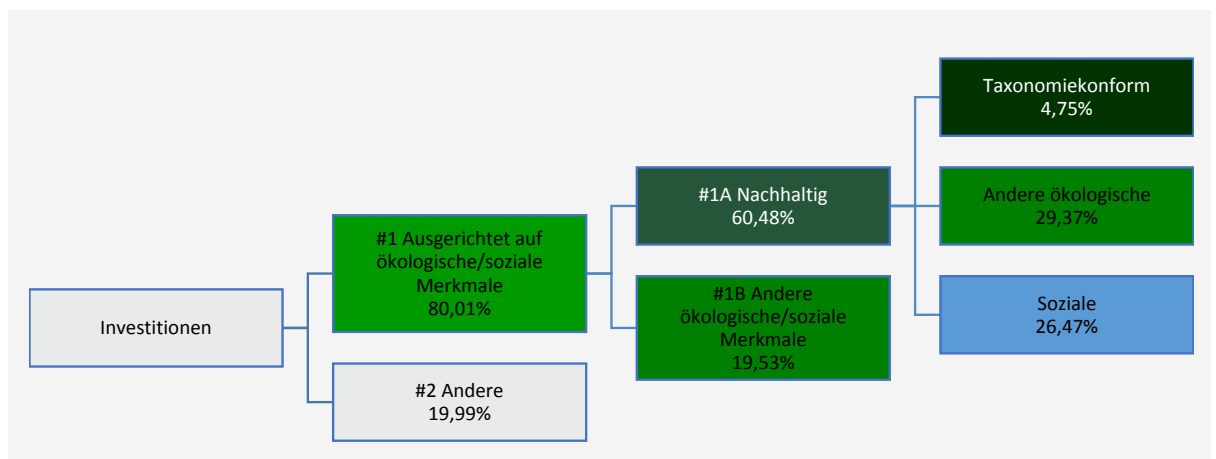 Investitionen
#1 Ausgerichtet auf
ökologische/soziale
Merkmale
80,01%
#2 Andere
19,99%
#1A Nachhaltig
60,48%
#1B Andere
ökologische/soziale
Merkmale
19,53%
Taxonomiekonform
4,75%
Andere ökologische
29,37%
Soziale
26,47%